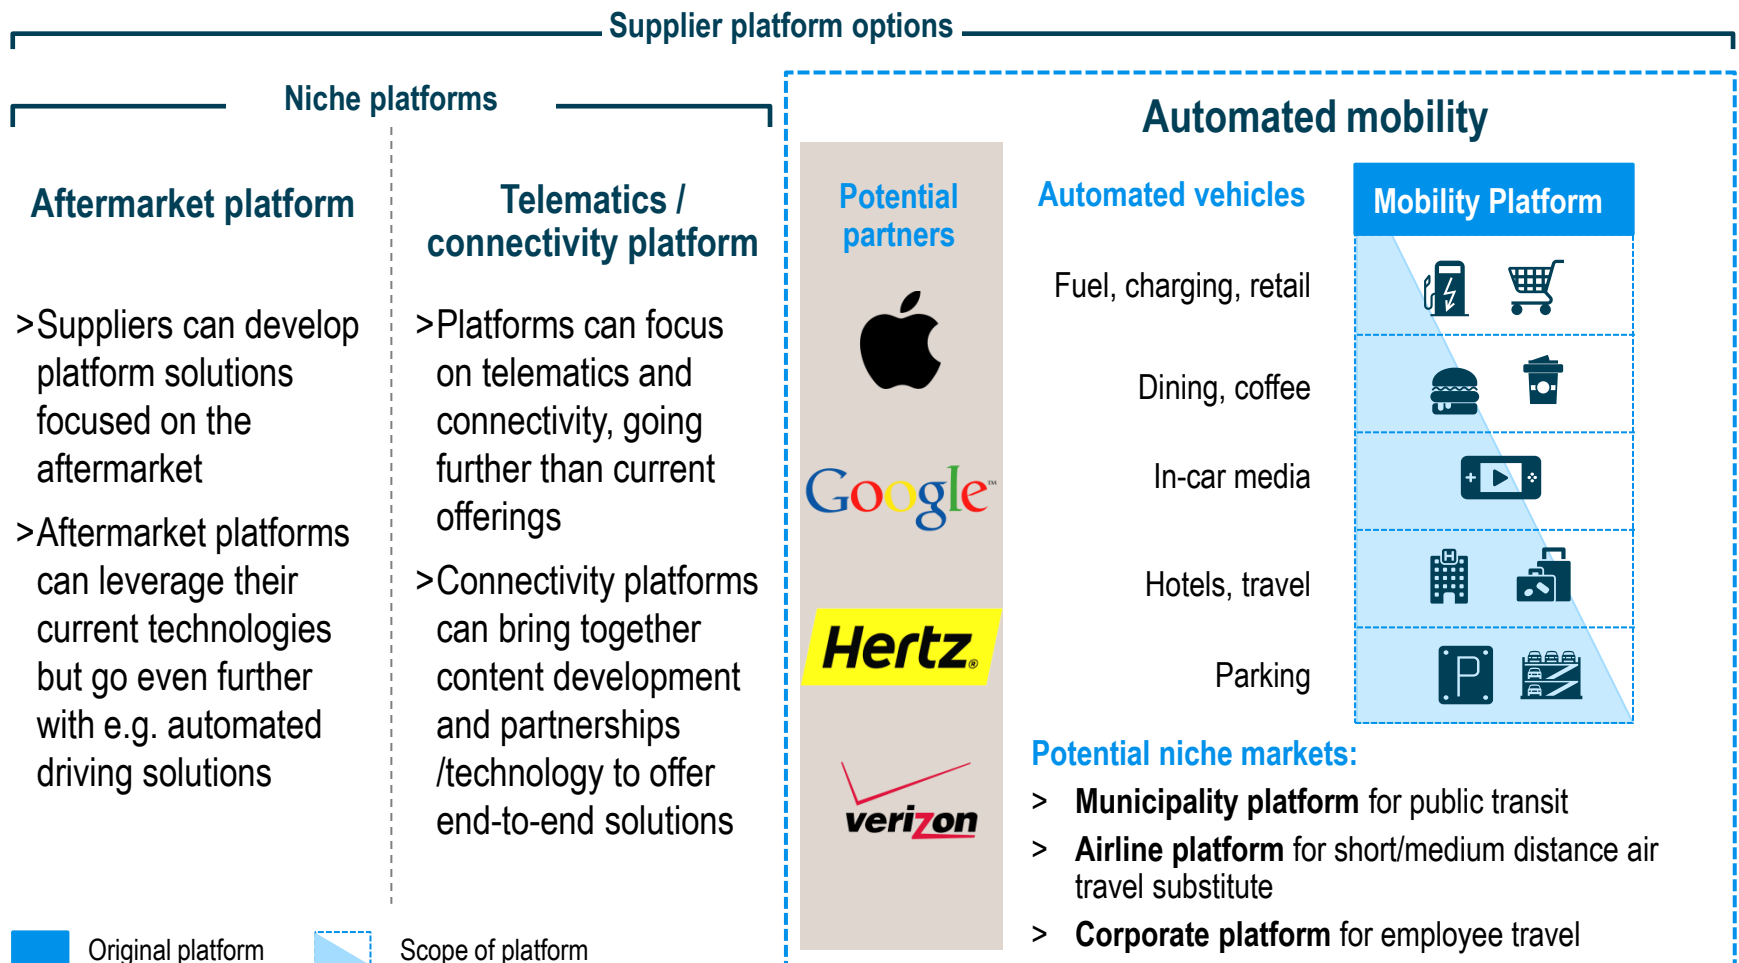 Supplier platform options
Niche platforms
Aftermarket platform
>Suppliers can develop
platform solutions
focused on the
aftermarket
>Aftermarket platforms
can leverage their
current technologies
but go even further
with e.g. automated
driving solutions
Telematics /
connectivity platform
>Platforms can focus
on telematics and
connectivity, going
further than current
offerings
>Connectivity platforms
can bring together
content development
and partnerships
/technology to offer
end-to-end solutions
Automated mobility
Potential
partners
Google™
Hertz®
verizon
Automated vehicles
Mobility Platform
Fuel, charging, retail
Dining, coffee
In-car media
Hotels, travel
H
Parking
P
Potential niche markets:
> Municipality platform for public transit
> Airline platform for short/medium distance air
travel substitute
> Corporate platform for employee travel
Original platform
Scope of platform